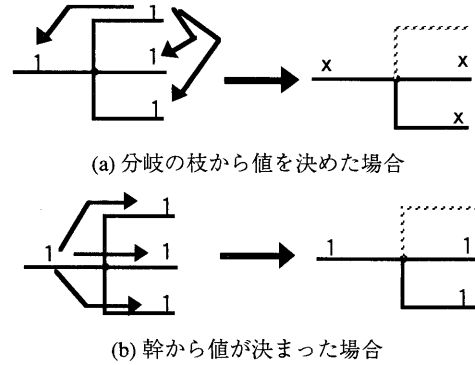 1
1 1 x x
1 x
(a) 分岐の枝から値を決めた場合
1
1 1 1 1
1 1
(b) 幹から値が決まった場合